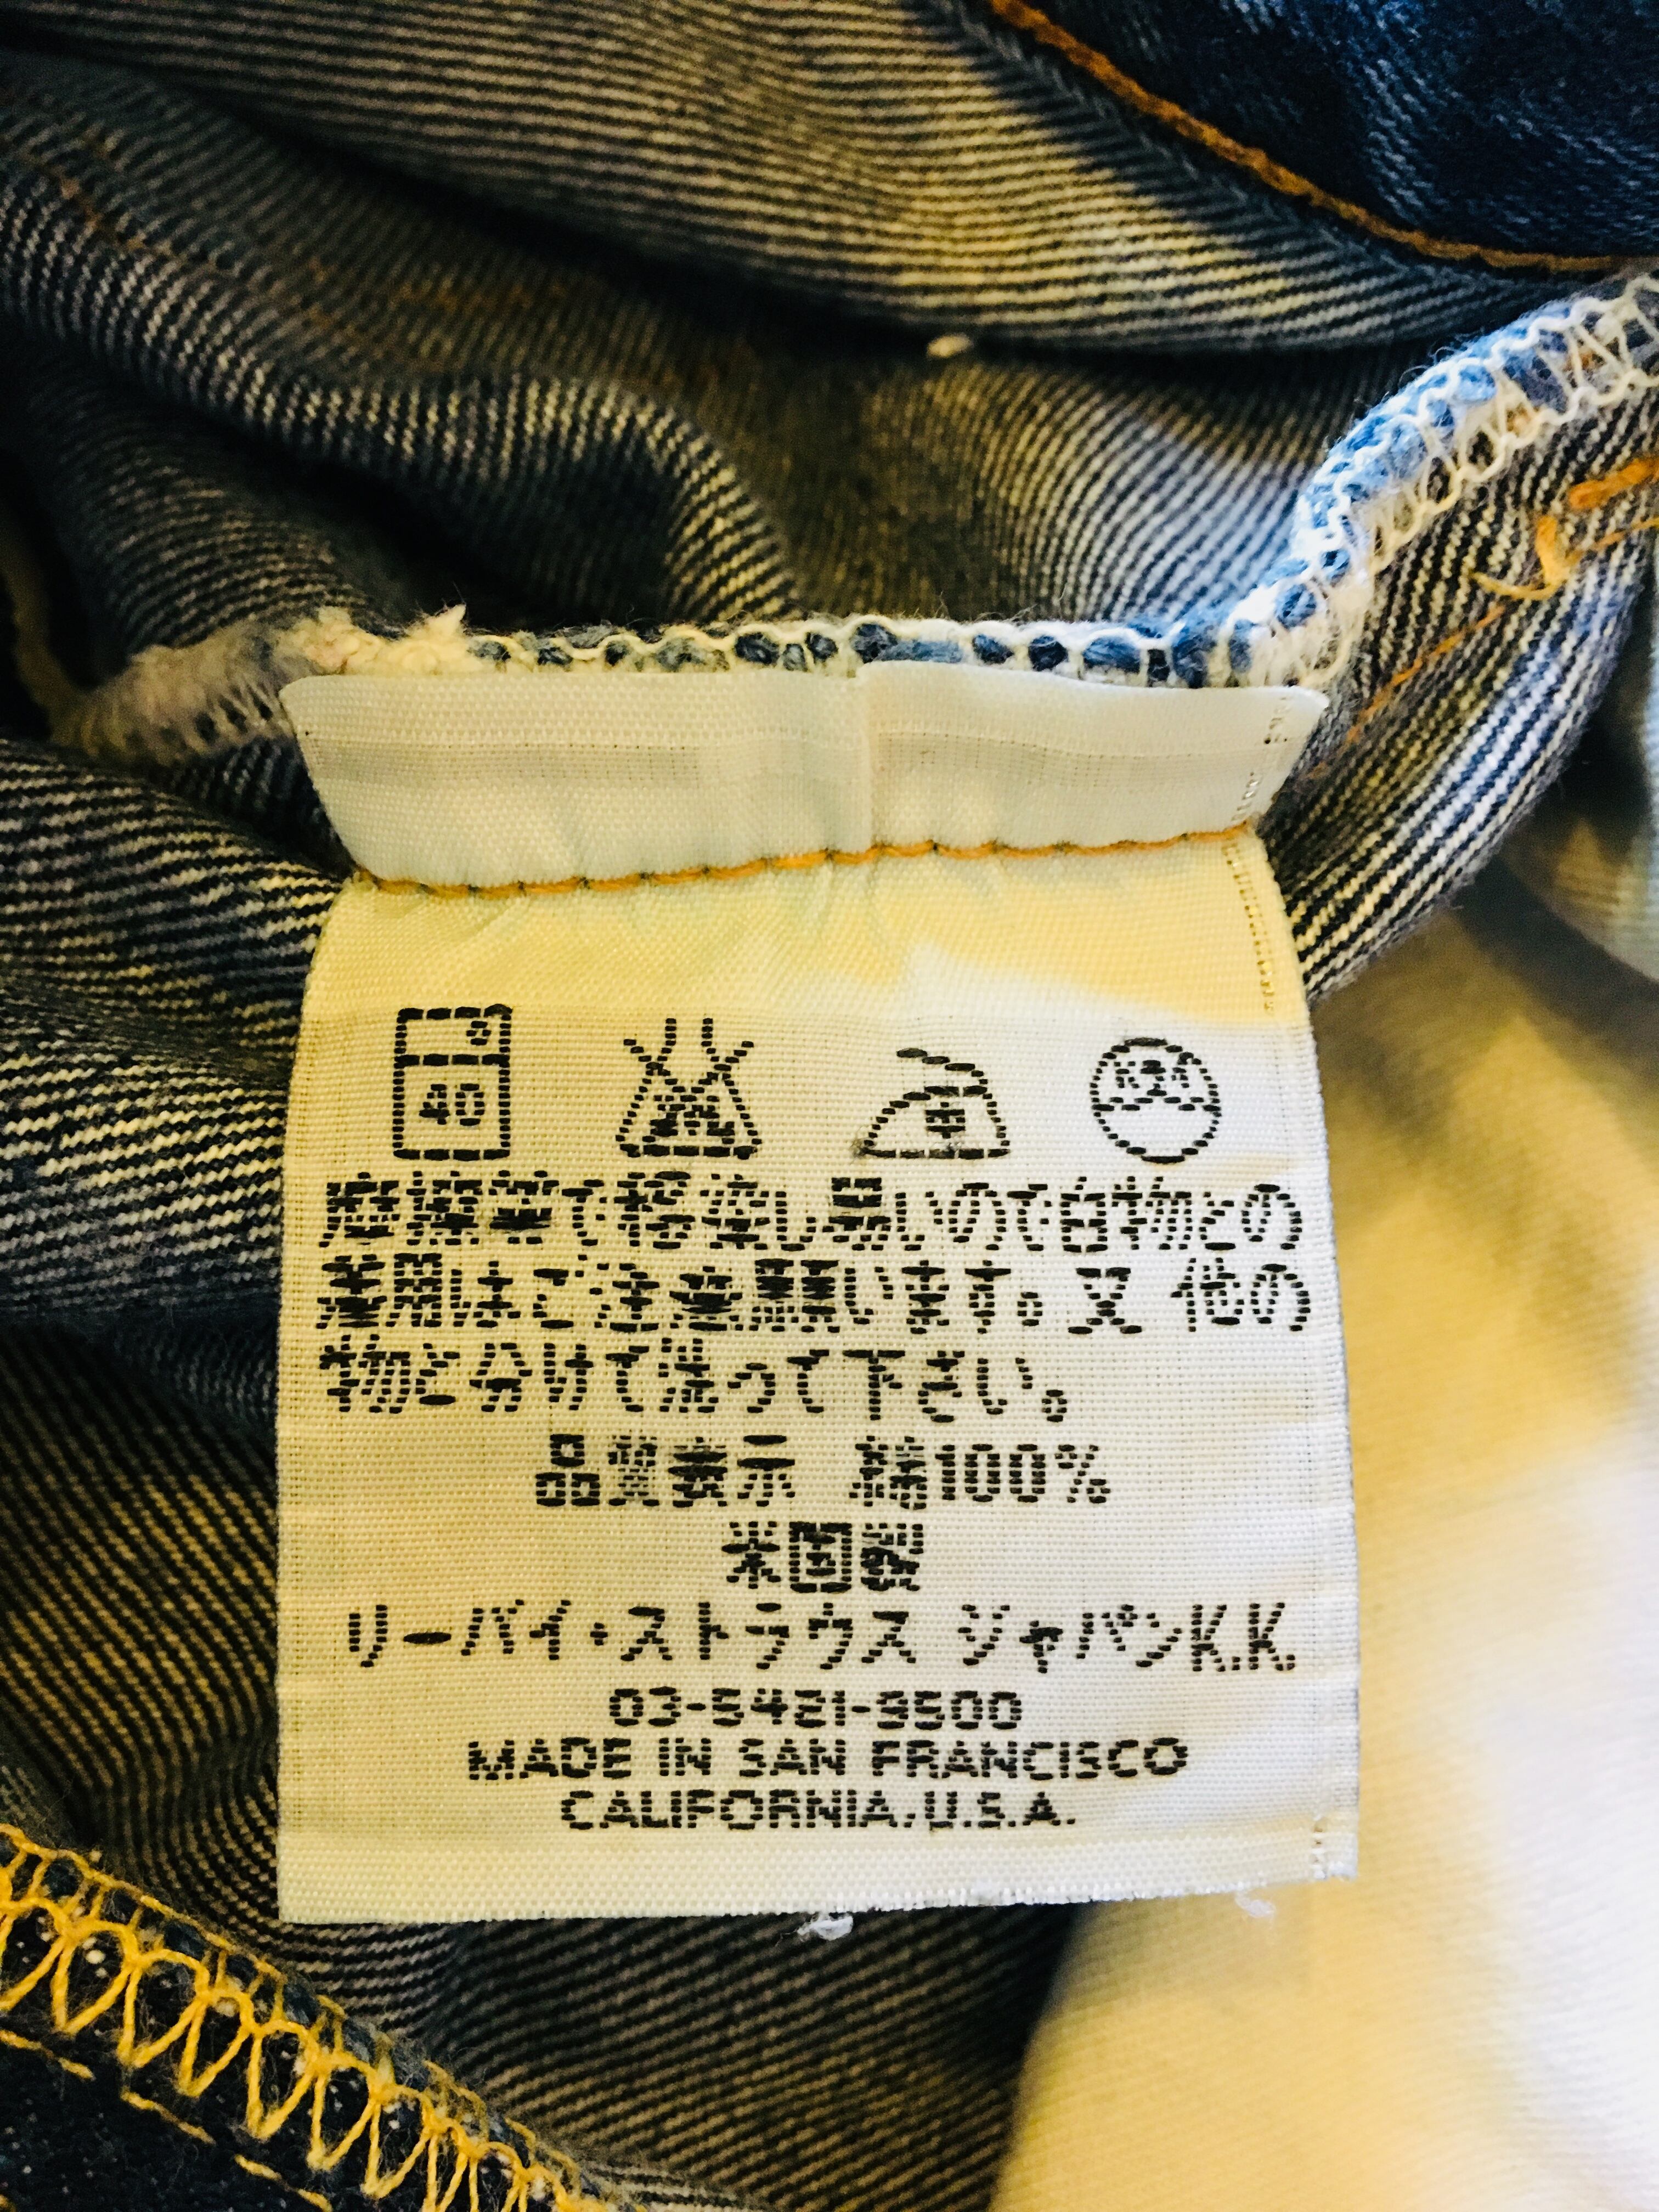 40
摩擦等で移染し易いので白物との
着用はご注意願います。又 他の
物と分けて洗って下さい。
品質表示 綿100%
米国製
リーバイ・ストラウス ジャパンK.K
03-5421-3500
MADE IN SAN FRANCISCO
CALIFORNIA.U.S.A.